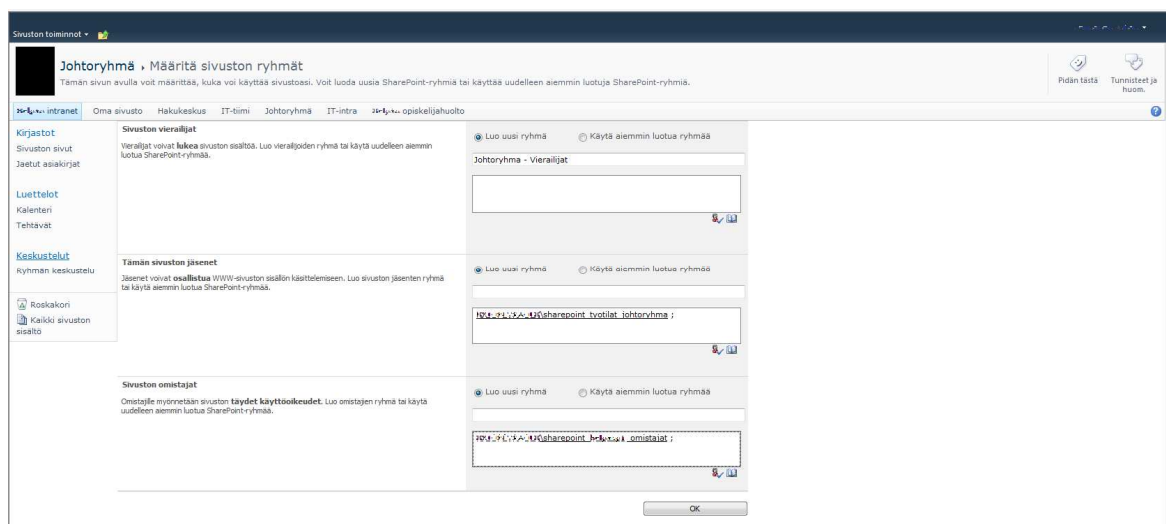 Sivuston toiminnot
Johtoryhmä ▸ Määritä sivuston ryhmät
Tämän sivun avulla voit määrittää, kuka voi käyttää sivustoasi. Voit luoda uusia SharePoint-ryhmiä tai käyttää uudelleen aiemmin luotuja SharePoint-ryhmiä.
Pidän tästä
Tunnisteet ja
huom.
intranet
Oma sivusto
Hakukeskus
IT-tiimi
Johtoryhmä
IT-intra
opiskelijahuolto
Kirjastot
Sivuston sivut
Jaetut asiakirjat
Luettelot
Kalenteri
Tehtävät
Keskustelut
Ryhmän keskustelu
Roskakori
Kaikki sivuston
sisältö
Sivuston vierailijat
Vierailijat voivat lukea sivuston sisältöä. Luo vierailijoiden ryhmä tai käytä uudelleen aiemmin
luotua SharePoint-ryhmää.
Luo uusi ryhmä
Käytä aiemmin luotua ryhmää
Johtoryhma - Vierailijat
Tämän sivuston jäsenet
Jäsenet voivat osallistua WWW-sivuston sisällön käsittelemiseen. Luo sivuston jäsenten ryhmä
tai käytä aiemmin luotua SharePoint-ryhmää.
Luo uusi ryhmä
Käytä aiemmin luotua ryhmää
\sharepoint_tyotilat_johtoryhma ;
Sivuston omistajat
Omistajille myönnetään sivuston täydet käyttöoikeudet. Luo omistajien ryhmä tai käytä
uudelleen aiemmin luotua SharePoint-ryhmää.
Luo uusi ryhmä
Käytä aiemmin luotua ryhmää
\sharepoint_ _omistajat ;
OK